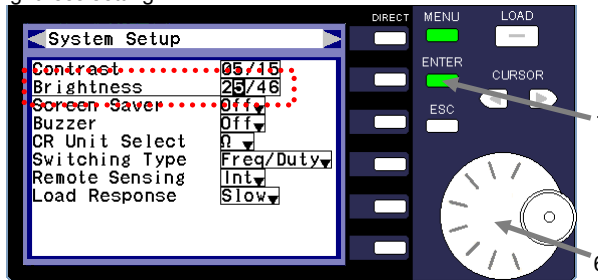 System Setup
Contrast 05/15
Brightness 25/46
Screen Saver Off
Buzzer Off
CR Unit Select Ω
Switching Type Freq/Duty
Remote Sensing Int
Load Response Slow
DIRECT
MENU
LOAD
ENTER
CURSOR
ESC
6